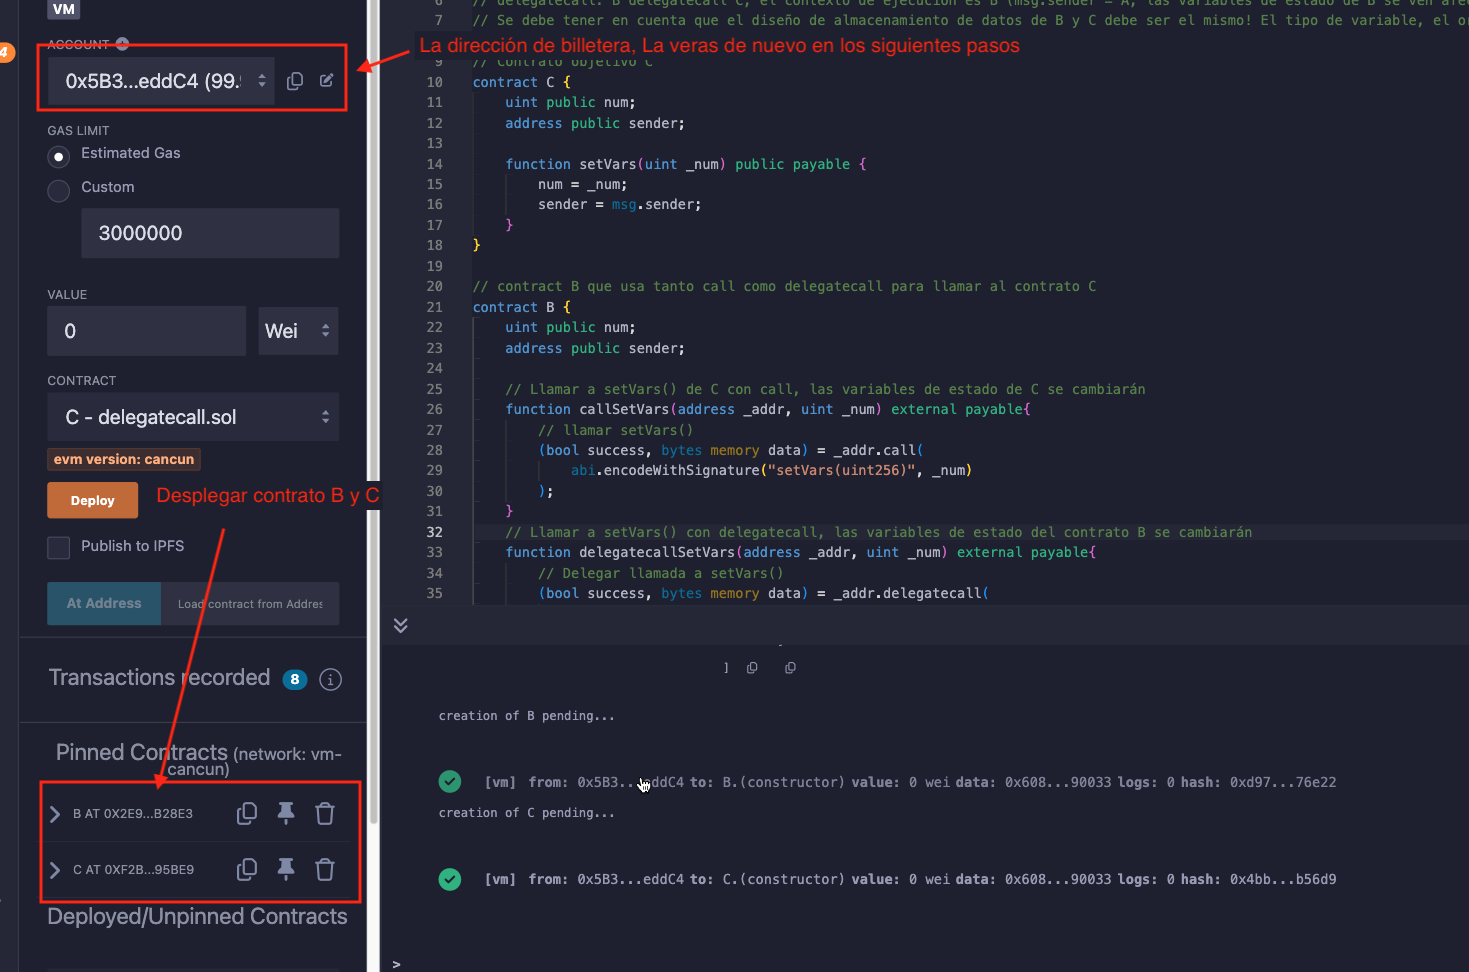 VM
4
ACCOUNT
0x5B3...eddC4 (99.
GAS LIMIT
Estimated Gas
Custom
3000000
VALUE
0
Wei
CONTRACT
C - delegatecall.sol
evm version: cancun
Deploy
Desplegar contrato B y C
Publish to IPFS
At Address
Load contract from Addres
Transactions recorded 8 i
Pinned Contracts (network: vm-
cancun)
B AT 0X2E9...B28E3
C AT 0XF2B...95BE9
Deployed/Unpinned Contracts
La dirección de billetera, La veras de nuevo en los siguientes pasos
6 // delegatecall: B delegatecall C, el contexto de ejecución es B (msg.sender = A, las variables de estado de B se ven
7 // Se debe tener en cuenta que el diseño de almacenamiento de datos de B y C debe ser el mismo! El tipo de variable, el
9 // Contrato objetivo C
10 contract C {
11 uint public num;
12 address public sender;
13
14 function setVars(uint _num) public payable {
15 num = _num;
16 sender = msg.sender;
17 }
18 }
19
20 // contract B que usa tanto call como delegatecall para llamar al contrato C
21 contract B {
22 uint public num;
23 address public sender;
24
25 // Llamar a setVars() de C con call, las variables de estado de C se cambiarán
26 function callSetVars(address _addr, uint _num) external payable{
27 // llamar setVars()
28 (bool success, bytes memory data) = _addr.call(
29 abi.encodeWithSignature("setVars(uint256)", _num)
30 );
31 }
32 // Llamar a setVars() con delegatecall, las variables de estado del contrato B se cambiarán
33 function delegatecallSetVars(address _addr, uint _num) external payable{
34 // Delegar llamada a setVars()
35 (bool success, bytes memory data) = _addr.delegatecall(
]
creation of B pending...
[vm] from: 0x5B3...eddC4 to: B.(constructor) value: 0 wei data: 0x608...90033 logs: 0 hash: 0xd97...76e22
creation of C pending...
[vm] from: 0x5B3...eddC4 to: C.(constructor) value: 0 wei data: 0x608...90033 logs: 0 hash: 0x4bb...b56d9
>